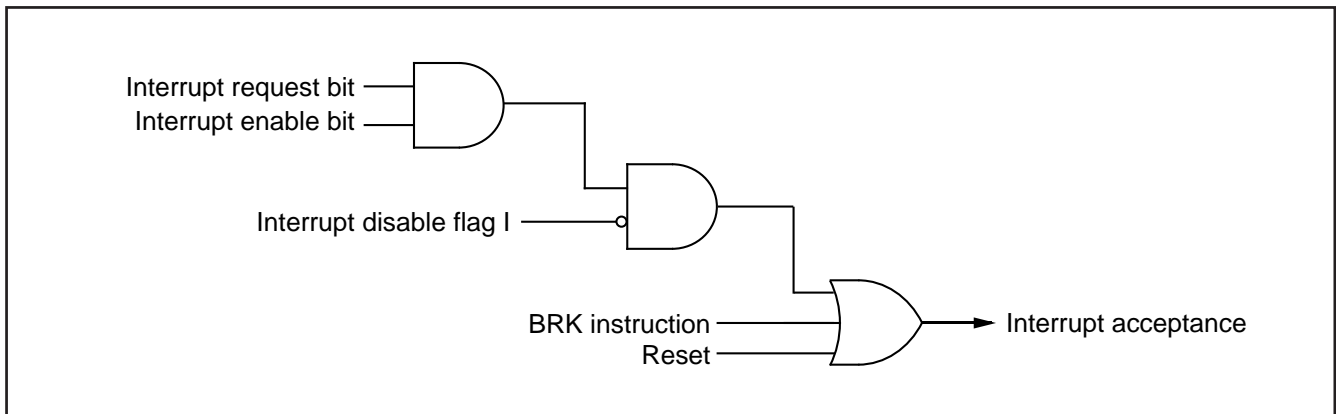 Interrupt request bit
Interrupt enable bit
Interrupt disable flag I
BRK instruction
Reset
Interrupt acceptance